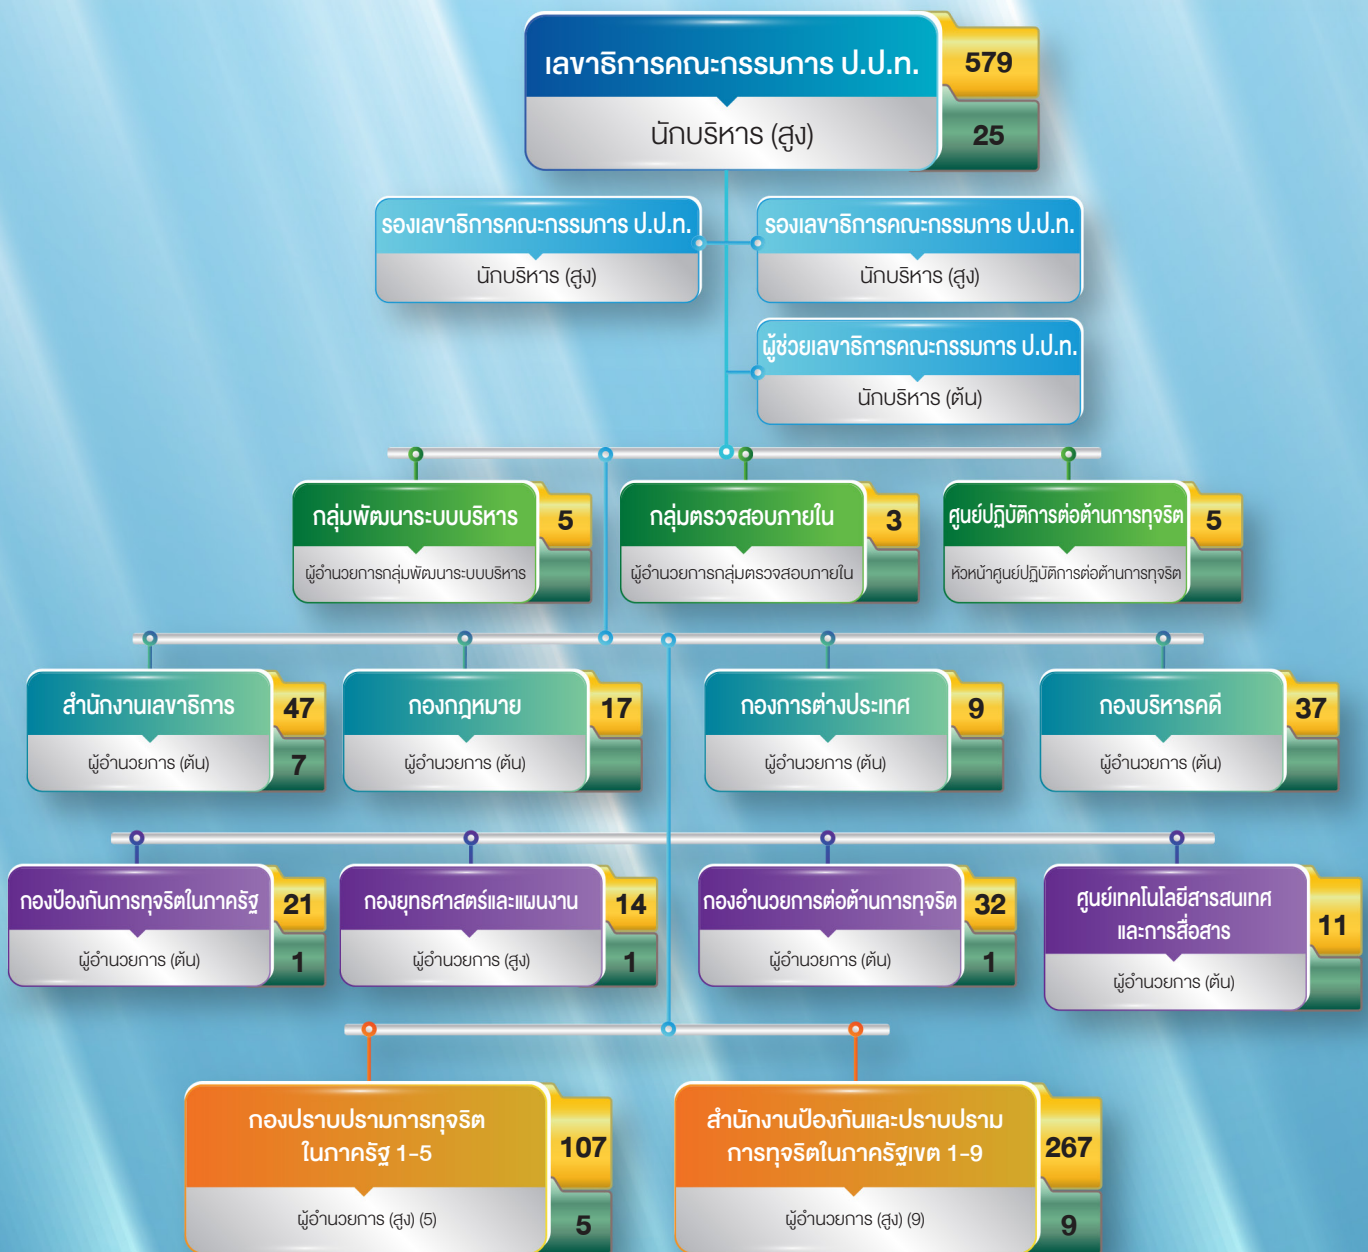 เลขาธิการคณะกรรมการ ป.ป.ท.
579
นักบริหาร (สูง)
25
รองเลขาธิการคณะกรรมการ ป.ป.ท.
นักบริหาร (สูง)
รองเลขาธิการคณะกรรมการ ป.ป.ท.
นักบริหาร (สูง)
ผู้ช่วยเลขาธิการคณะกรรมการ ป.ป.ท.
นักบริหาร (ต้น)
กลุ่มพัฒนาระบบบริหาร
5
ผู้อำนวยการกลุ่มพัฒนาระบบบริหาร
กลุ่มตรวจสอบภายใน
3
ผู้อำนวยการกลุ่มตรวจสอบภายใน
ศูนย์ปฏิบัติการต่อต้านการทุจริต
5
หัวหน้าศูนย์ปฏิบัติการต่อต้านการทุจริต
สำนักงานเลขาธิการ
47
ผู้อำนวยการ (ต้น)
7
กองกฎหมาย
17
ผู้อำนวยการ (ต้น)
กองการต่างประเทศ
9
ผู้อำนวยการ (ต้น)
กองบริหารคดี
37
ผู้อำนวยการ (ต้น)
กองป้องกันการทุจริตในภาครัฐ
21
ผู้อำนวยการ (ต้น)
1
กองยุทธศาสตร์และแผนงาน
14
ผู้อำนวยการ (สูง)
1
กองอำนวยการต่อต้านการทุจริต
32
ผู้อำนวยการ (ต้น)
1
ศูนย์เทคโนโลยีสารสนเทศ
และการสื่อสาร
11
ผู้อำนวยการ (ต้น)
กองปราบปรามการทุจริต
ในภาครัฐ 1-5
107
ผู้อำนวยการ (สูง) (5)
5
สำนักงานป้องกันและปราบปราม
การทุจริตในภาครัฐเขต 1-9
267
ผู้อำนวยการ (สูง) (9)
9